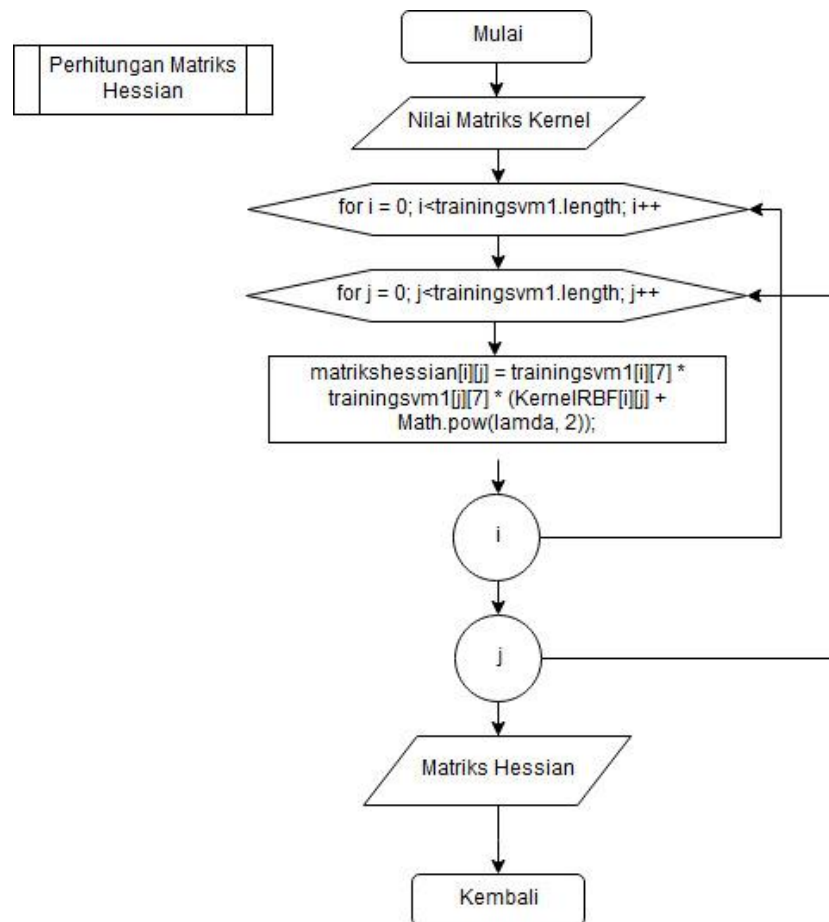 Mulai
Perhitungan Matriks
Hessian
Nilai Matriks Kernel
for i = 0; i<trainingsvm1.length; i++
for j = 0; j<trainingsvm1.length; j++
matrikshessian[i][j] = trainingsvm1[i][7] *
trainingsvm1[j][7] * (KernelRBF[i][j] +
Math.pow(lamda, 2));
i
j
Matriks Hessian
Kembali